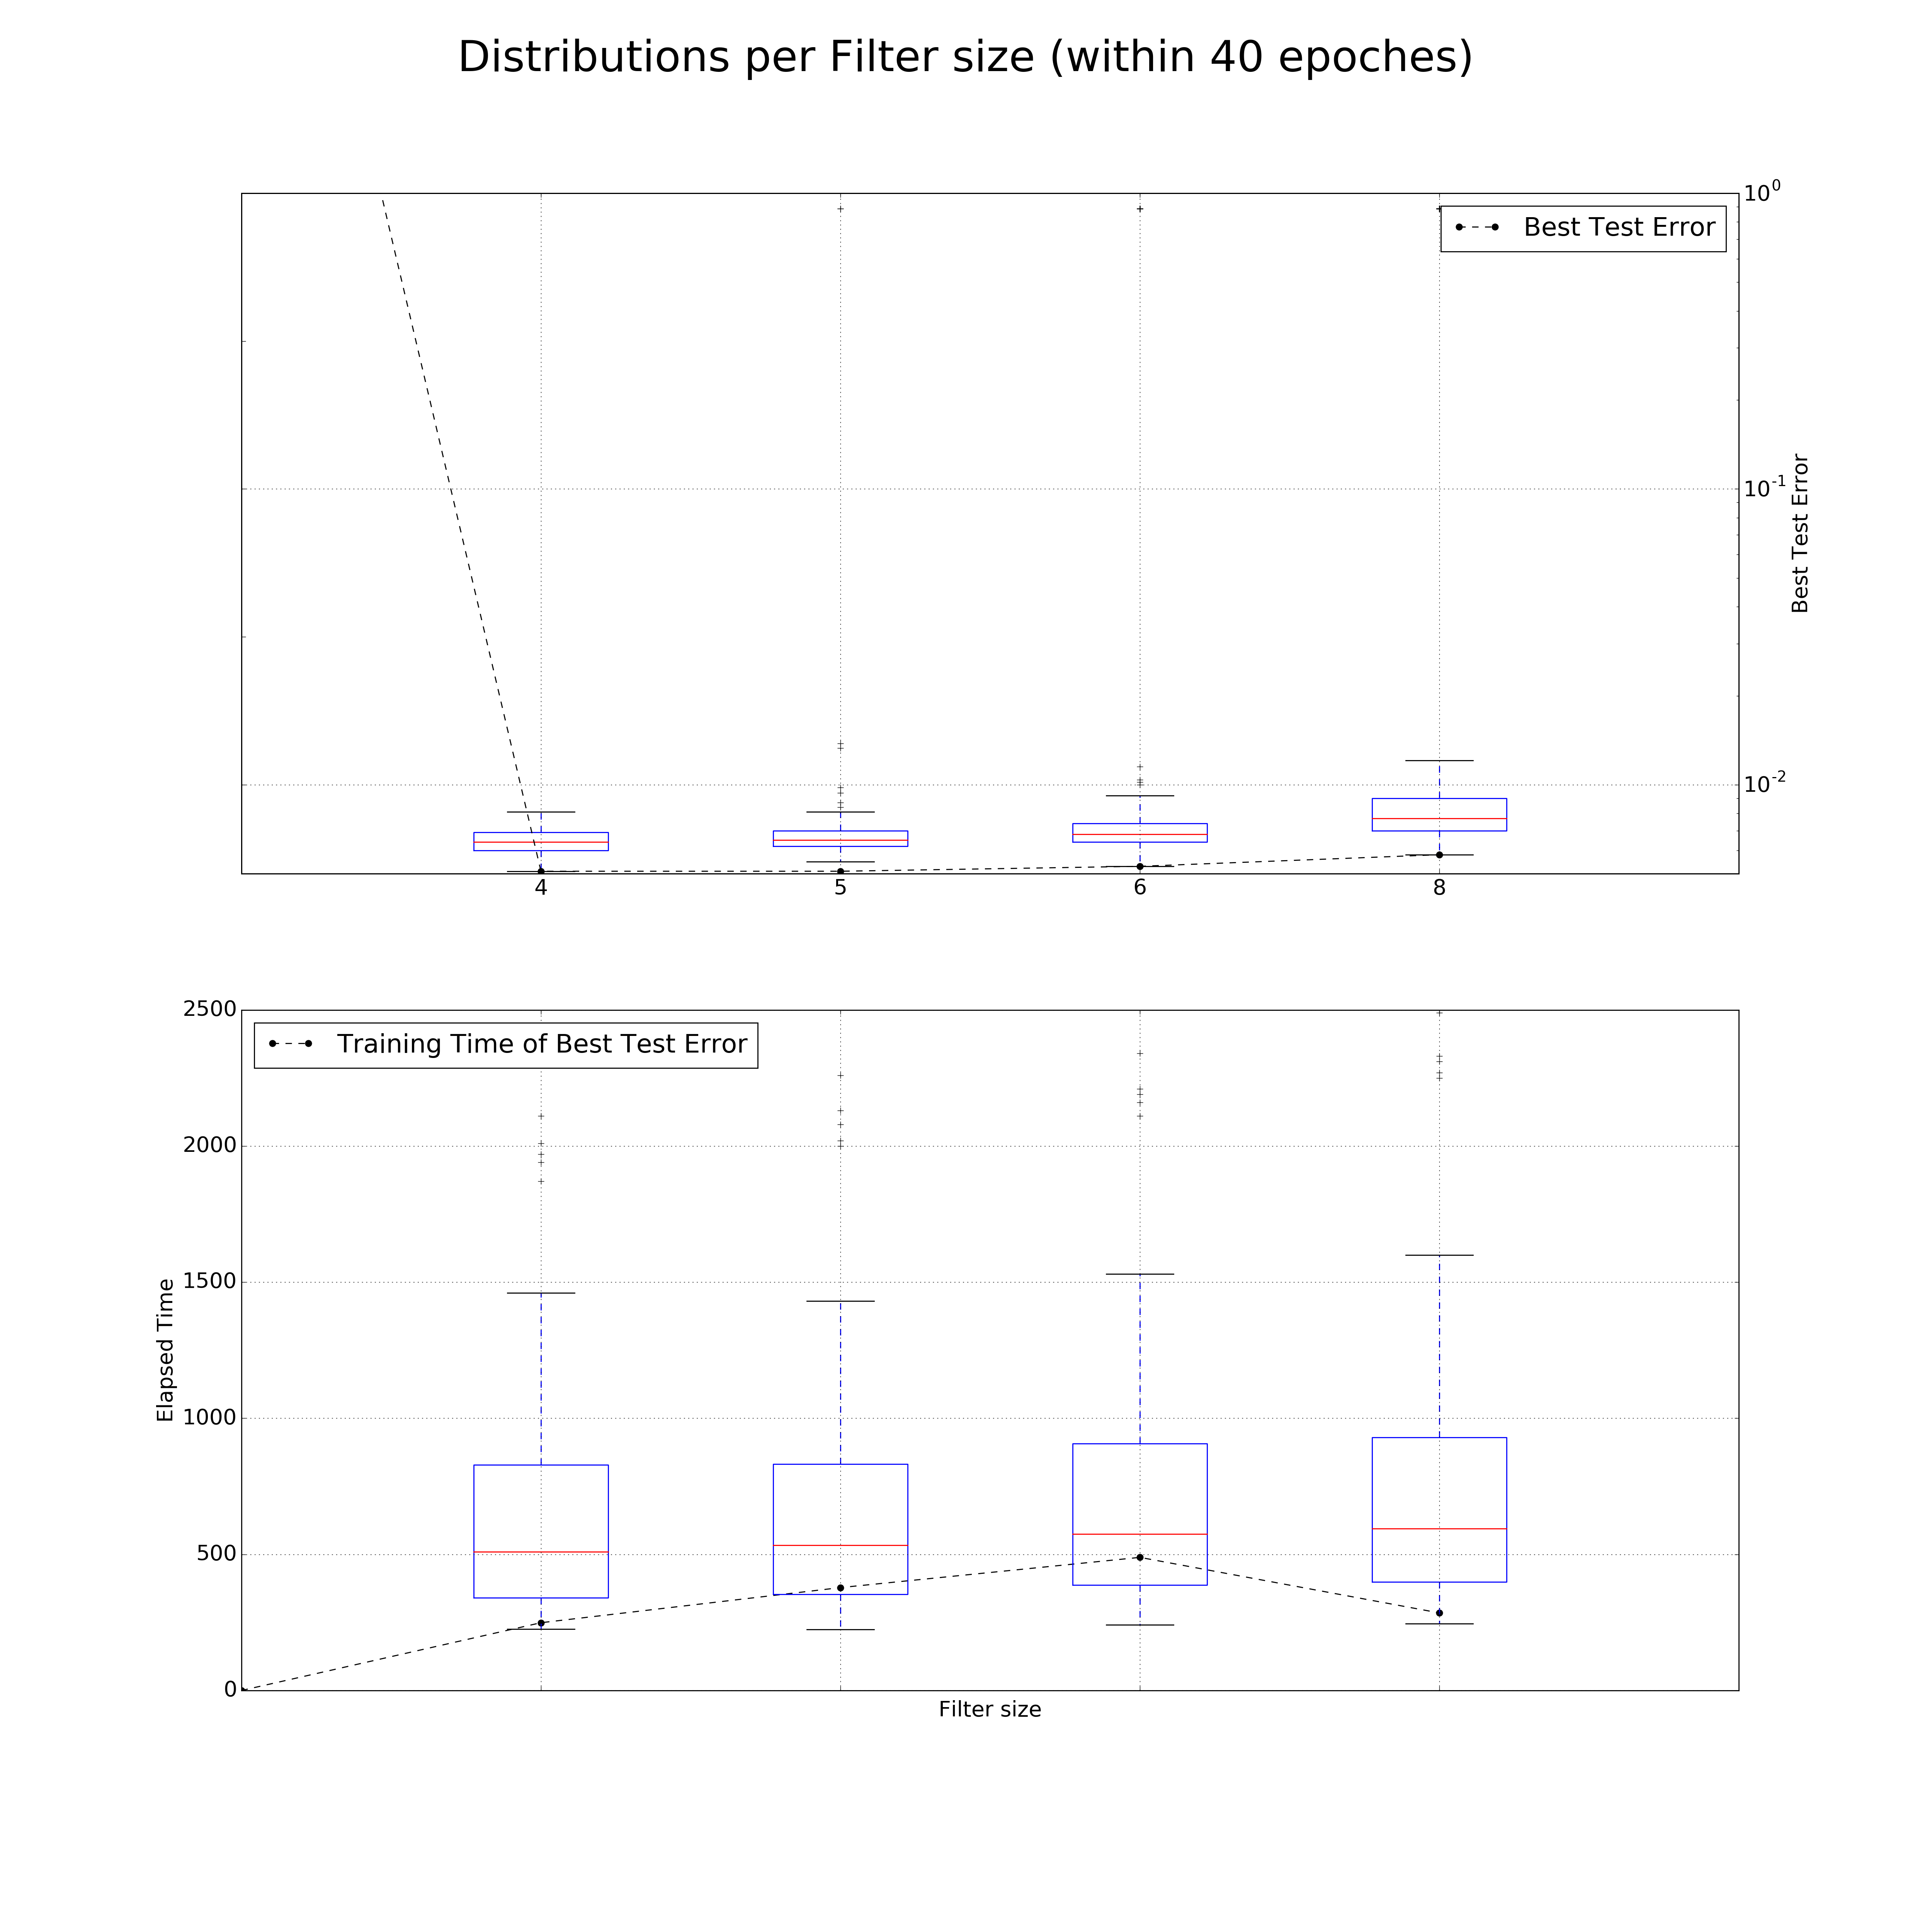 Distributions per Filter size (within 40 epoches)
10^0
Best Test Error
10^-1
Best Test Error
10^-2
4 5 6 8
2500
Training Time of Best Test Error
2000
1500
Elapsed Time
1000
500
0
Filter size